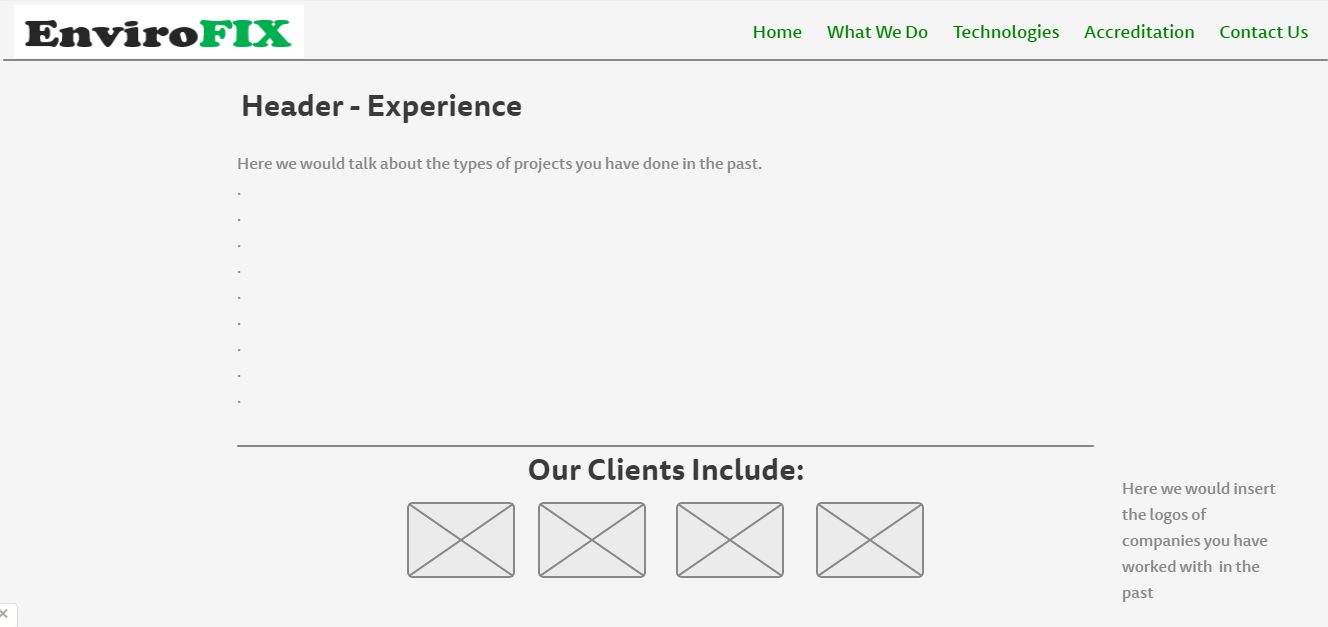 EnviroFIX
Home What We Do Technologies Accreditation Contact Us
Header - Experience
Here we would talk about the types of projects you have done in the past.
.
.
.
.
.
.
.
.
.
Our Clients Include:
Here we would insert
the logos of
companies you have
worked with in the
past